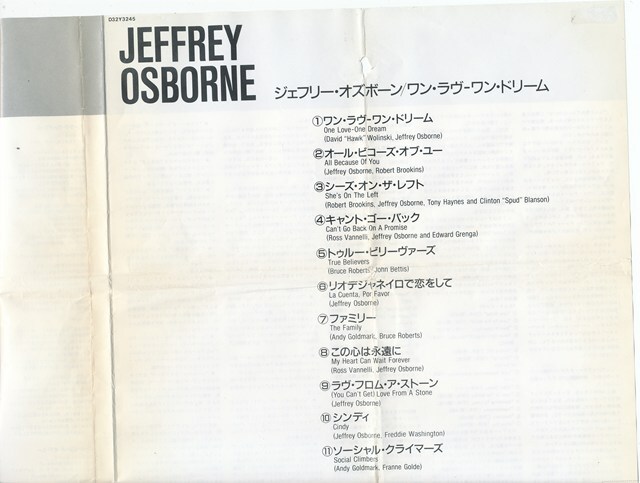 D32Y3245
JEFFREY
OSBORNE
ジェフリー・オズボーン/ワン・ラヴ-ワン・ドリーム
①ワン・ラヴ-ワン・ドリーム
One Love-One Dream
(David "Hawk" Wolinski, Jeffrey Osborne)
②オール・ビコーズ・オブ・ユー
All Because Of You
(Jeffrey Osborne, Robert Brookins)
③シーズ・オン・ザ・レフト
She's On The Left
(Robert Brookins, Jeffrey Osborne, Tony Haynes and Clinton "Spud" Blanson)
④キャント・ゴー・バック
Can't Go Back On A Promise
(Ross Vannelli, Jeffrey Osborne and Edward Grenga)
⑤トゥルー・ビリーヴァーズ
True Believers
(Bruce Roberts, John Bettis)
⑥リオデジャネイロで恋をして
La Cuenta, Por Favor
(Jeffrey Osborne)
⑦ファミリー
The Family
(Andy Goldmark, Bruce Roberts)
⑧この心は永遠に
My Heart Can Wait Forever
(Ross Vannelli, Jeffrey Osborne)
⑨ラヴ・フロム・ア・ストーン
(You Can't Get) Love From A Stone
(Jeffrey Osborne)
⑩シンディ
Cindy
(Jeffrey Osborne, Freddie Washington)
⑪ソーシャル・クライマーズ
Social Climbers
(Andy Goldmark, Franne Golde)